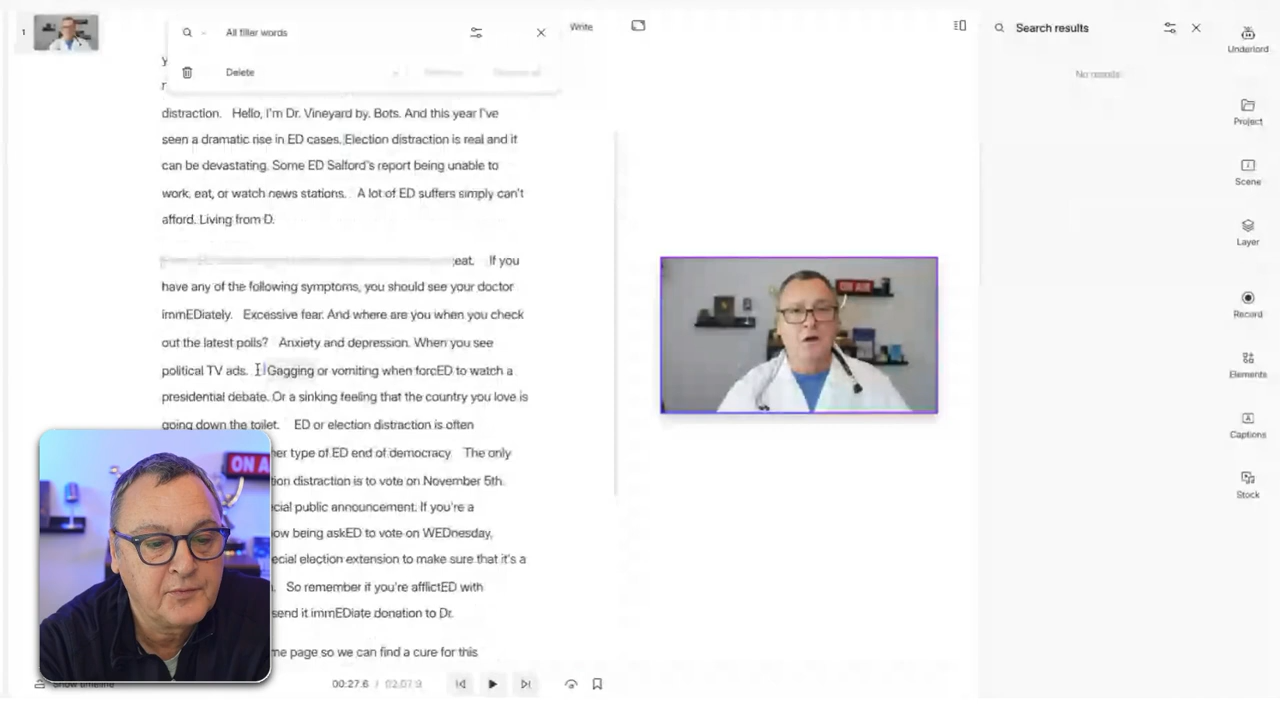 1
All filler words
Write
Search results
Delete
No results
distraction. Hello, I'm Dr. Vineyard by. Bots. And this year I've
seen a dramatic rise in ED cases. Election distraction is real and it
can be devastating. Some ED Salford's report being unable to
work, eat, or watch news stations. A lot of ED suffers simply can't
afford. Living from D.
eat. If you
have any of the following symptoms, you should see your doctor
immEDiately. Excessive fear. And where are you when you check
out the latest polls? Anxiety and depression. When you see
political TV ads. Gagging or vomiting when forcED to watch a
presidential debate. Or a sinking feeling that the country you love is
going down the toilet. ED or election distraction is often
her type of ED end of democracy The only
ion distraction is to vote on November 5th.
cial public announcement. If you're a
ow being askED to vote on WEDnesday,
ecial election extension to make sure that it's a
So remember if you're afflictED with
send it immEDiate donation to Dr.
me page so we can find a cure for this
Show timeline
00:27.6 / 02:07.9
Underlord
Project
Scene
Layer
Record
Elements
Captions
Stock
ON AIR
ON A